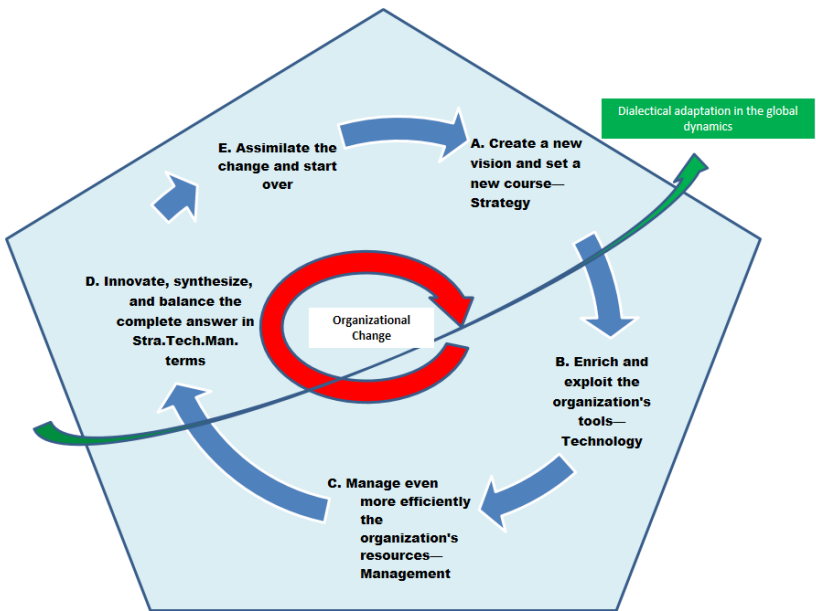 Dialectical adaptation in the global
dynamics
A. Create a new
vision and set a
new course—
Strategy
B. Enrich and
exploit the
organization's
tools—
Technology
C. Manage even
more efficiently
the
organization's
resources—
Management
D. Innovate, synthesize,
and balance the
complete answer in
Stra.Tech.Man.
terms
E. Assimilate the
change and start
over
Organizational
Change